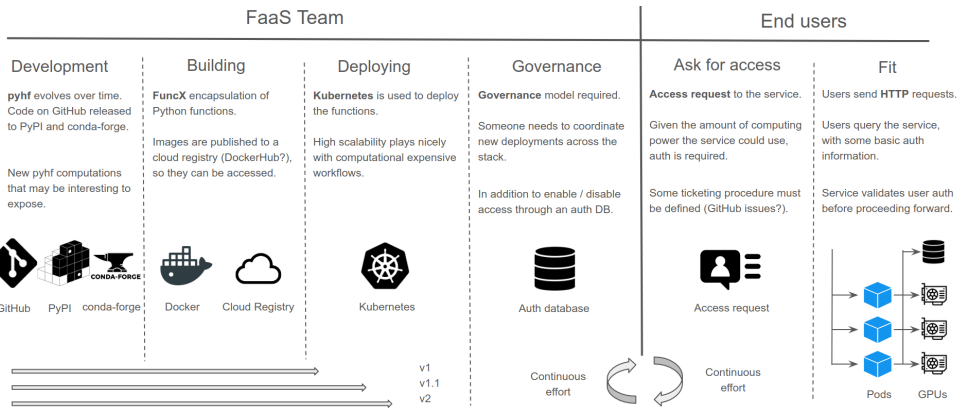 FaaS Team
End users
Development
pyhf evolves over time.
Code on GitHub released
to PyPI and conda-forge.
New pyhf computations
that may be interesting to
expose.
GitHub
PyPI
CONDA-FORGE
conda-forge
Building
FuncX encapsulation of
Python functions.
Images are published to a
cloud registry (DockerHub?),
so they can be accessed.
Docker
Cloud Registry
Deploying
Kubernetes is used to deploy
the functions.
High scalability plays nicely
with computational expensive
workflows.
Kubernetes
Governance
Governance model required.
Someone needs to coordinate
new deployments across the
stack.
In addition to enable / disable
access through an auth DB.
Auth database
Ask for access
Access request to the service.
Given the amount of computing
power the service could use,
auth is required.
Some ticketing procedure must
be defined (GitHub issues?).
Access request
Fit
Users send HTTP requests.
Users query the service,
with some basic auth
information.
Service validates user auth
before proceeding forward.
Pods
GPUs
v1
v1.1
v2
Continuous
effort
Continuous
effort